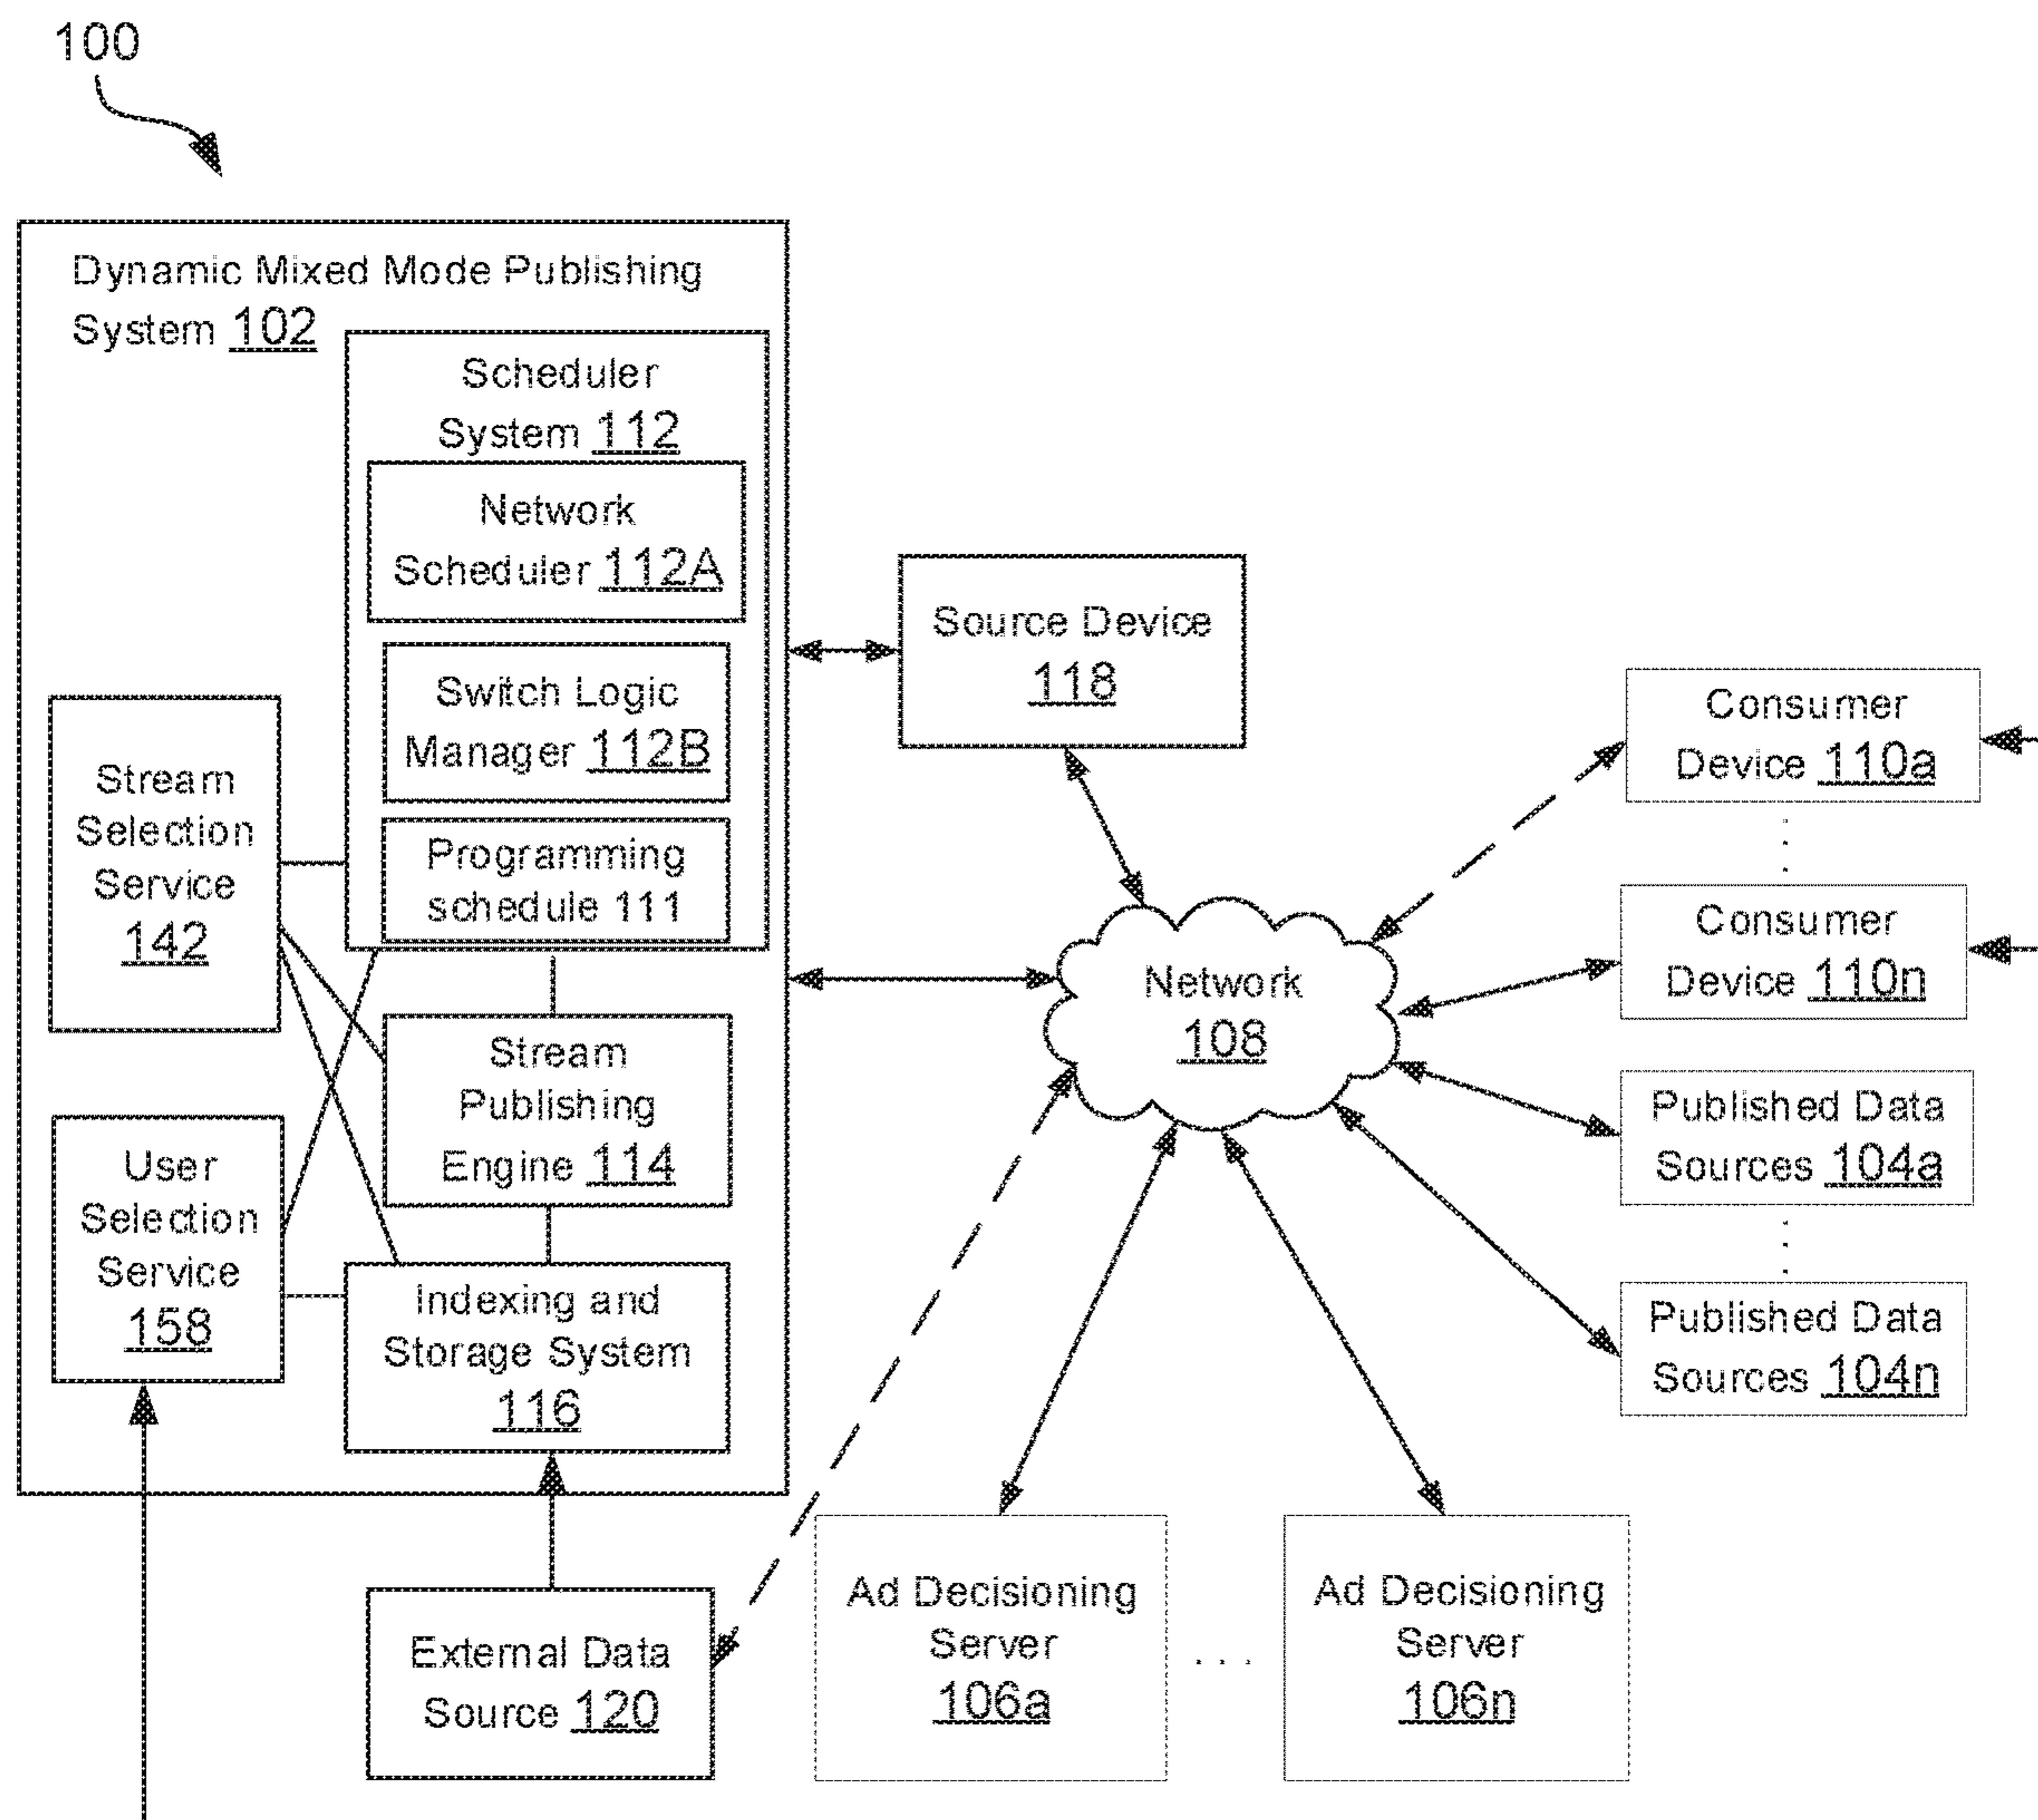 100
Dynamic Mixed Mode Publishing
System 102
Scheduler
System 112
Network
Scheduler 112A
Switch Logic
Manager 112B
Programming
schedule 111
Stream
Selection
Service
142
Stream
Publishing
Engine 114
User
Selection
Service
158
Indexing and
Storage System
116
External Data
Source 120
Source Device
118
Network
108
Consumer
Device 110a
Consumer
Device 110n
Published Data
Sources 104a
Published Data
Sources 104n
Ad Decisioning
Server
106a
. . .
Ad Decisioning
Server
106n